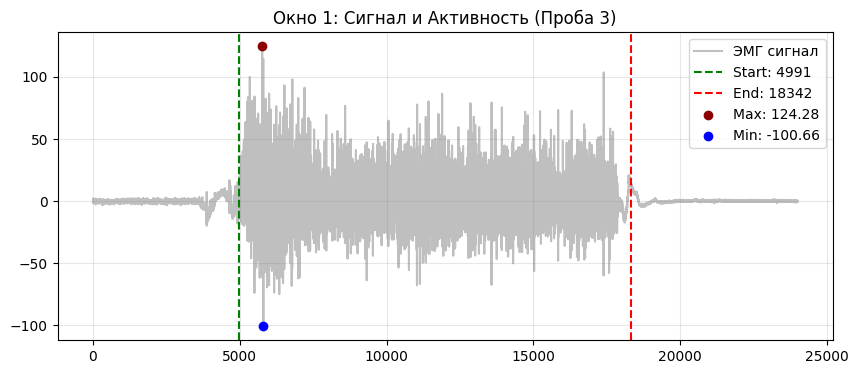 Окно 1: Сигнал и Активность (Проба 3)
ЭМГ сигнал
Start: 4991
End: 18342
Max: 124.28
Min: -100.66
100
50
0
−50
−100
0 5000 10000 15000 20000 25000